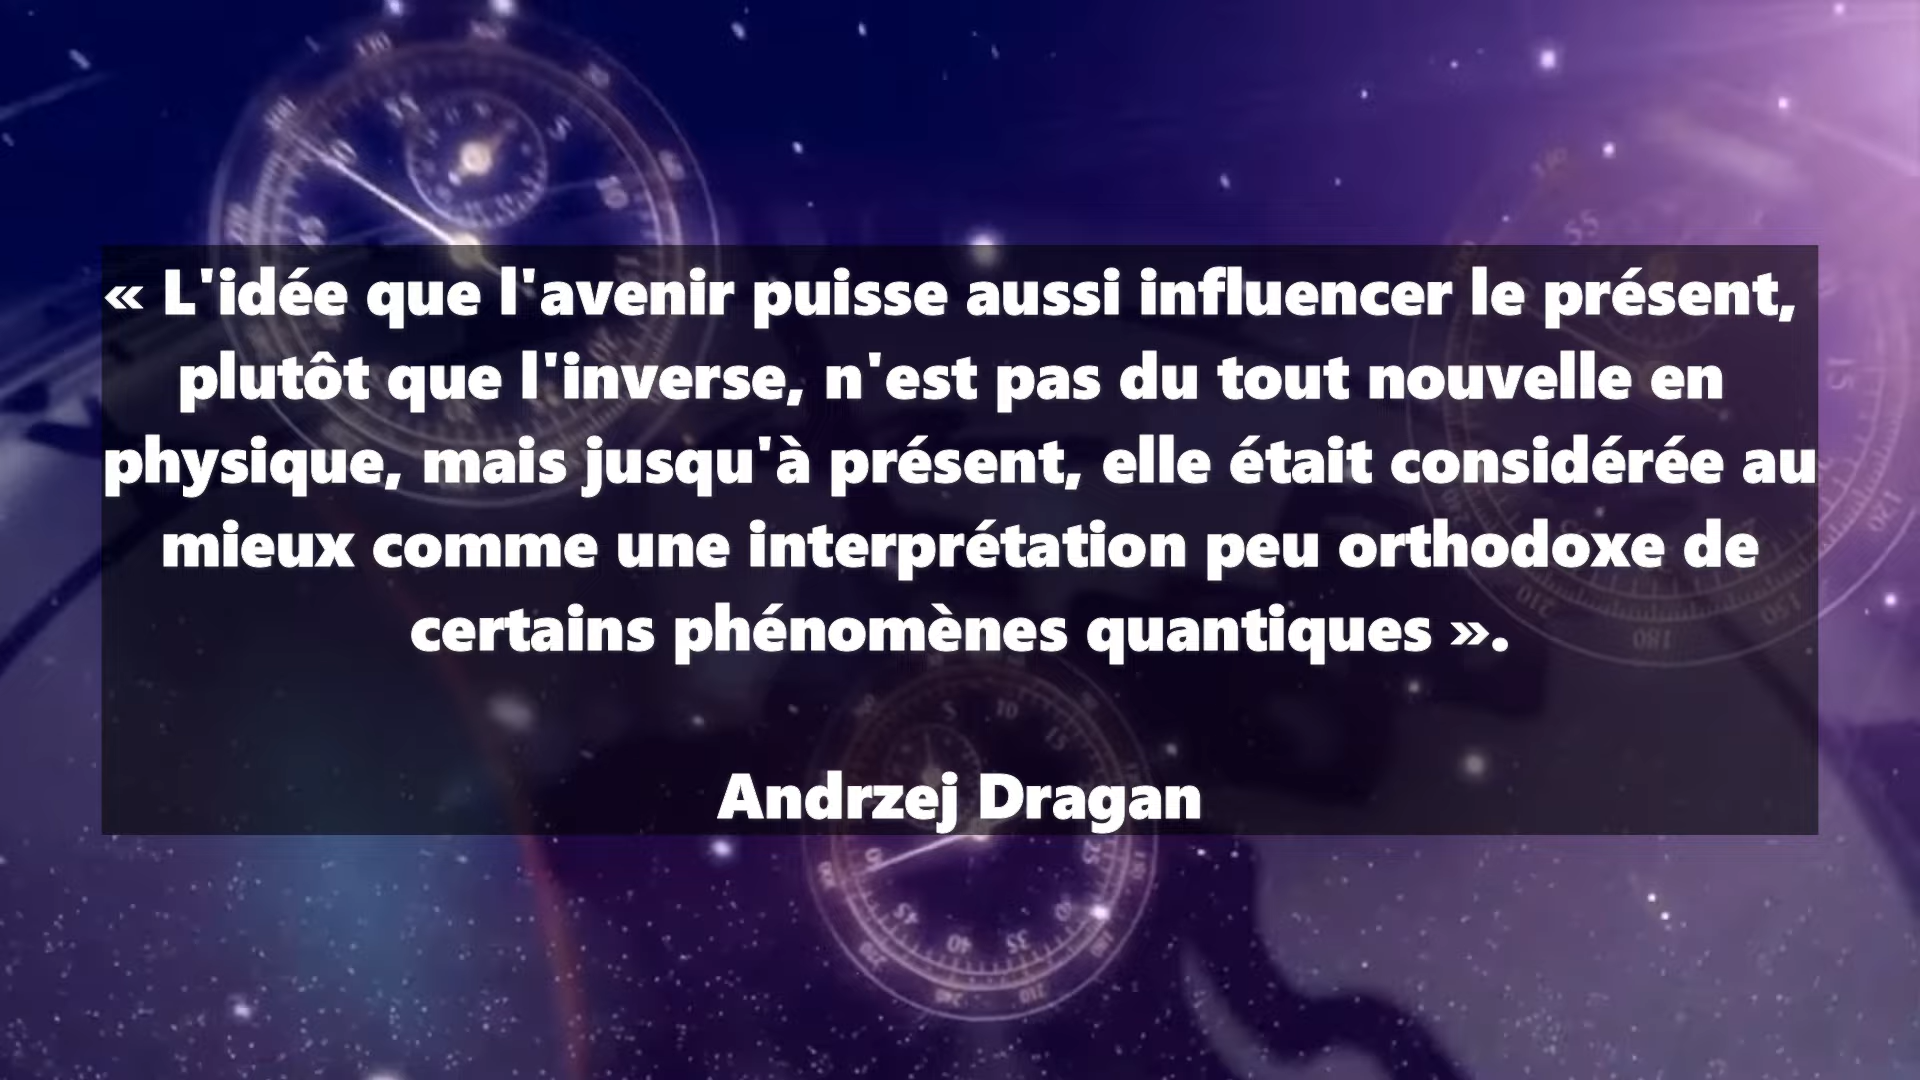 « L'idée que l'avenir puisse aussi influencer le présent,
plutôt que l'inverse, n'est pas du tout nouvelle en
physique, mais jusqu'à présent, elle était considérée au
mieux comme une interprétation peu orthodoxe de
certains phénomènes quantiques ».
Andrzej Dragan